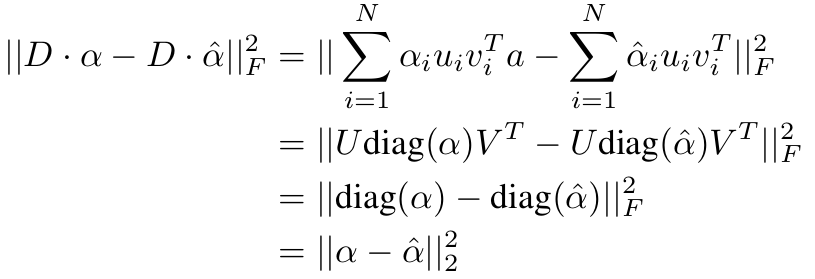 $||D \cdot \alpha - D \cdot \hat{\alpha}||_F^2 = ||\sum_{i=1}^{N} \alpha_i u_i v_i^T a - \sum_{i=1}^{N} \hat{\alpha}_i u_i v_i^T||_F^2$
$= ||U\text{diag}(\alpha)V^T - U\text{diag}(\hat{\alpha})V^T||_F^2$
$= ||\text{diag}(\alpha) - \text{diag}(\hat{\alpha})||_F^2$
$= ||\alpha - \hat{\alpha}||_2^2$